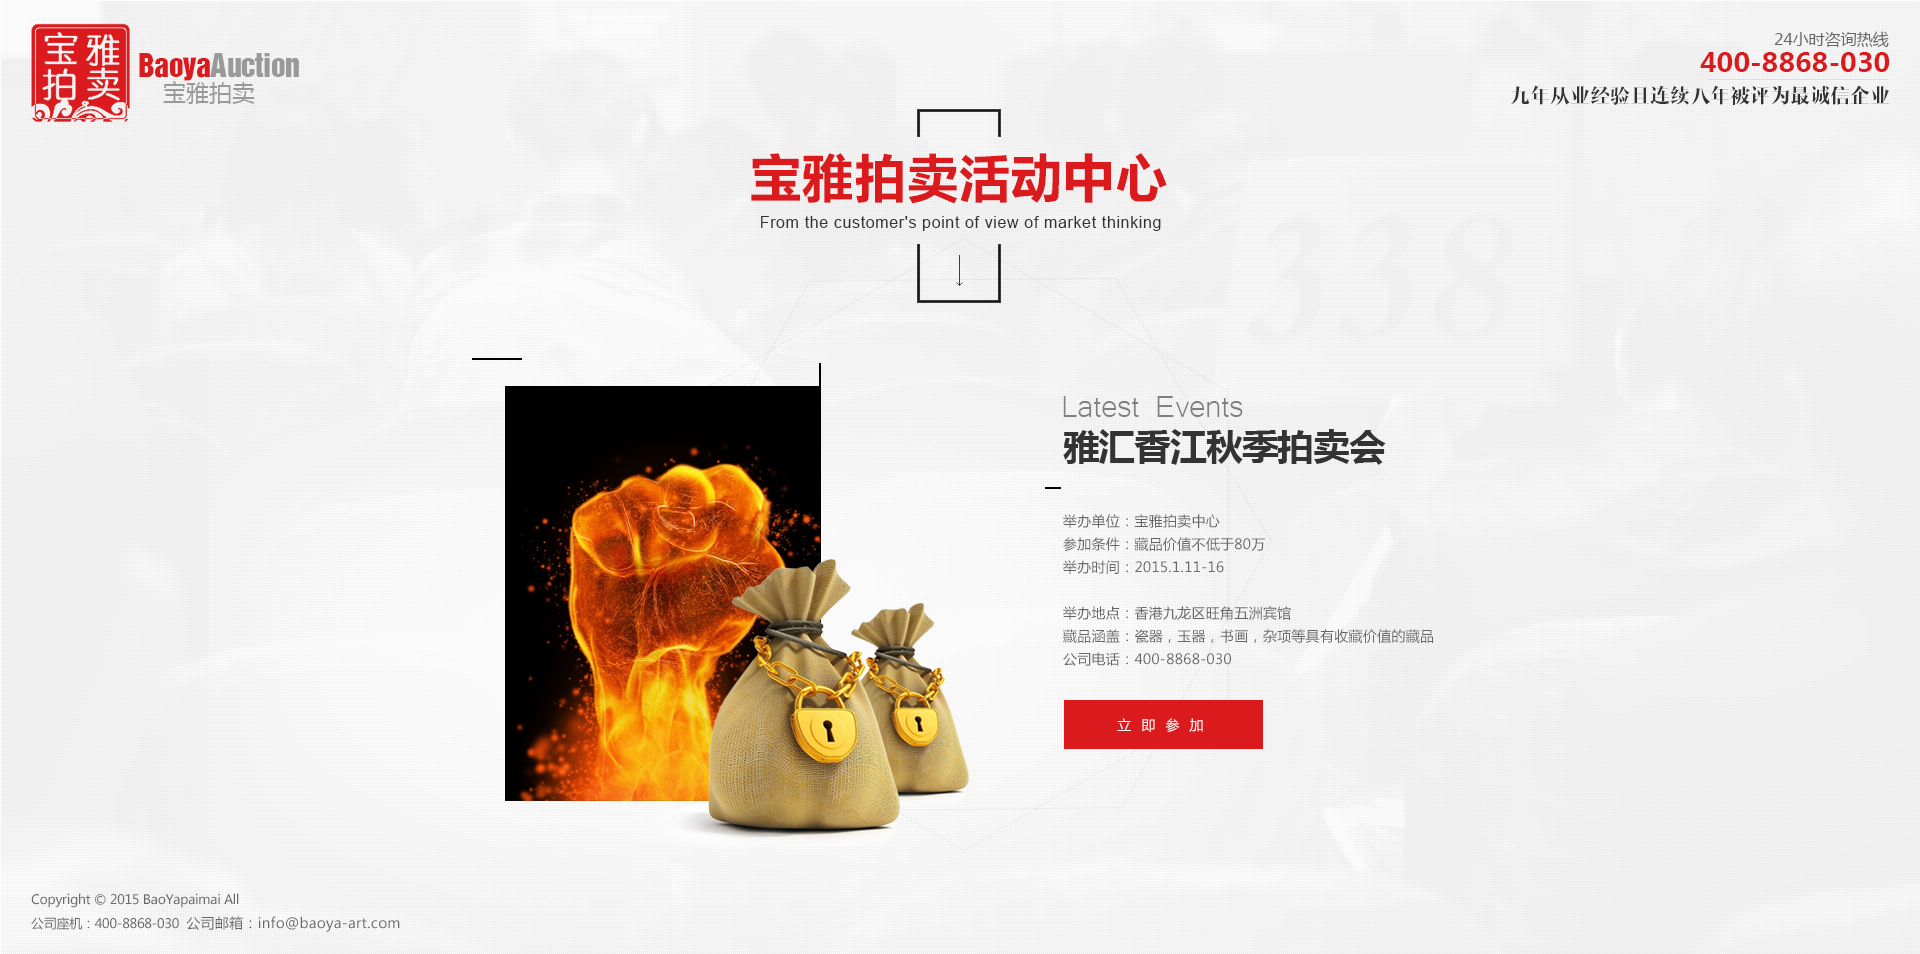 宝雅
拍卖
BaoyaAuction
宝雅拍卖
24小时咨询热线
400-8868-030
九年从业经验且连续八年被评为最诚信企业
宝雅拍卖活动中心
From the customer's point of view of market thinking
338
Latest Events
雅汇香江秋季拍卖会
举办单位：宝雅拍卖中心
参加条件：藏品价值不低于80万
举办时间：2015.1.11-16
举办地点：香港九龙区旺角五洲宾馆
藏品涵盖：瓷器，玉器，书画，杂项等具有收藏价值的藏品
公司电话：400-8868-030
立即参加
Copyright © 2015 BaoYapaimai All
公司座机：400-8868-030 公司邮箱：info@baoya-art.com